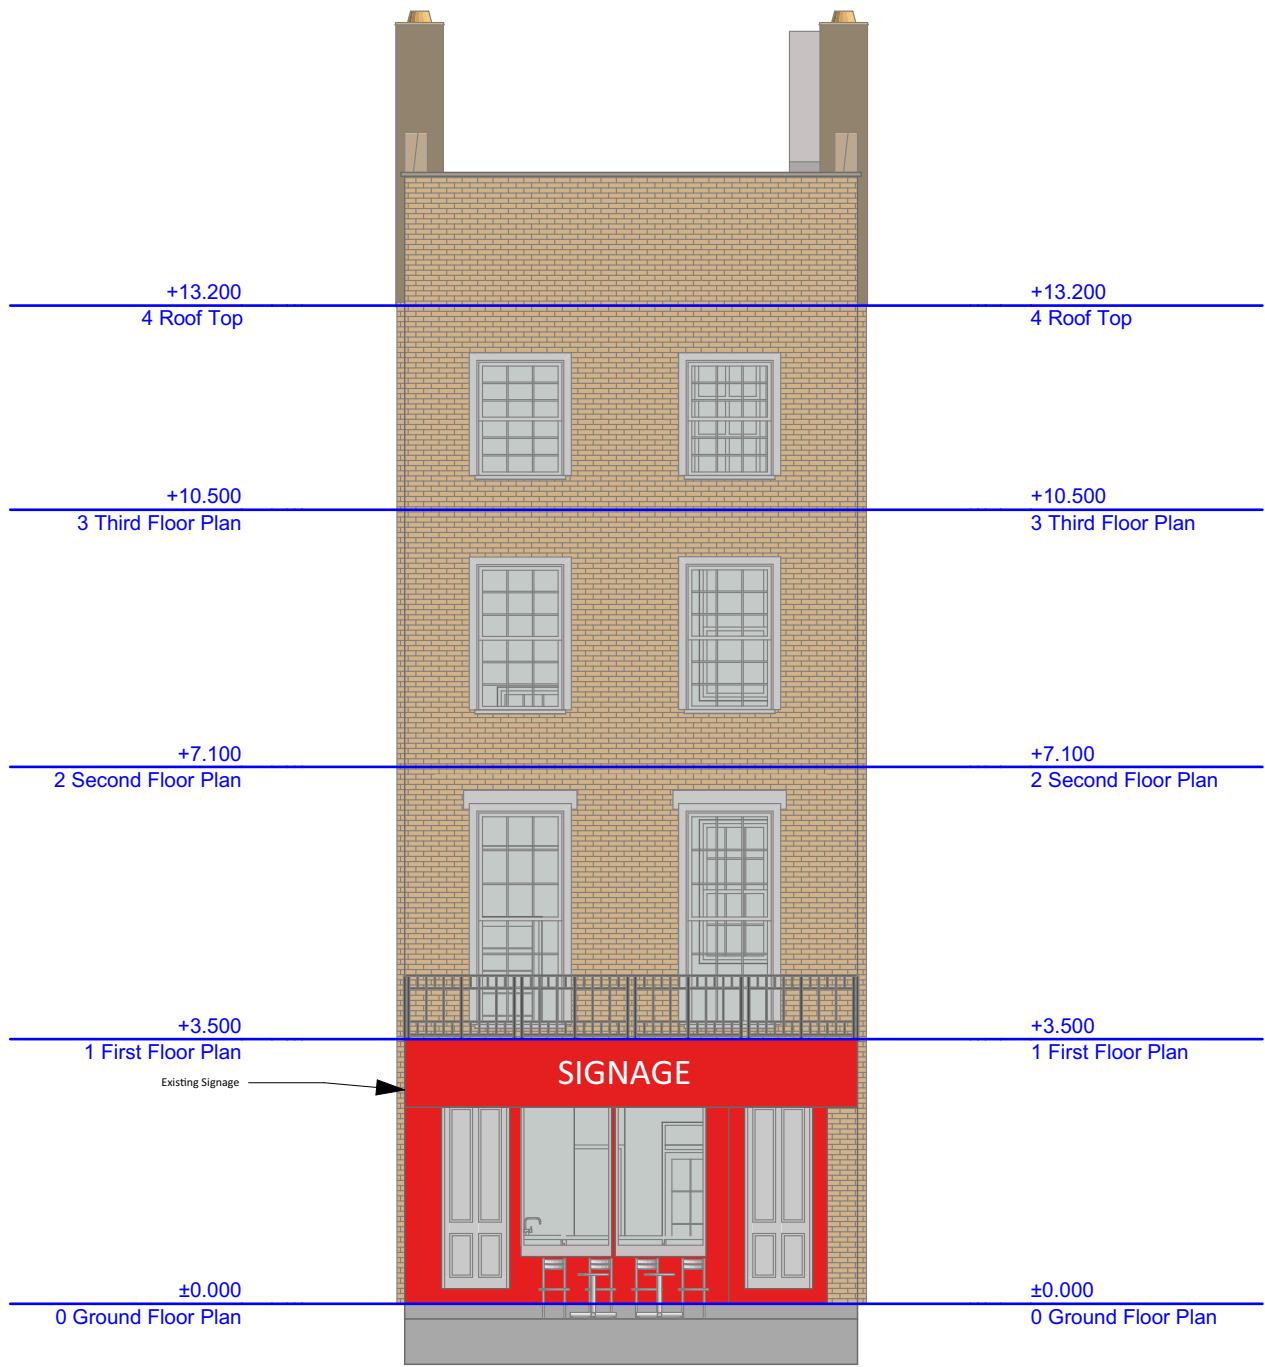 +13.200 +13.200
4 Roof Top 4 Roof Top
+10.500 +10.500
3 Third Floor Plan 3 Third Floor Plan
+7.100 +7.100
2 Second Floor Plan 2 Second Floor Plan
+3.500 +3.500
1 First Floor Plan 1 First Floor Plan
SIGNAGE
Existing Signage
±0.000 ±0.000
0 Ground Floor Plan 0 Ground Floor Plan